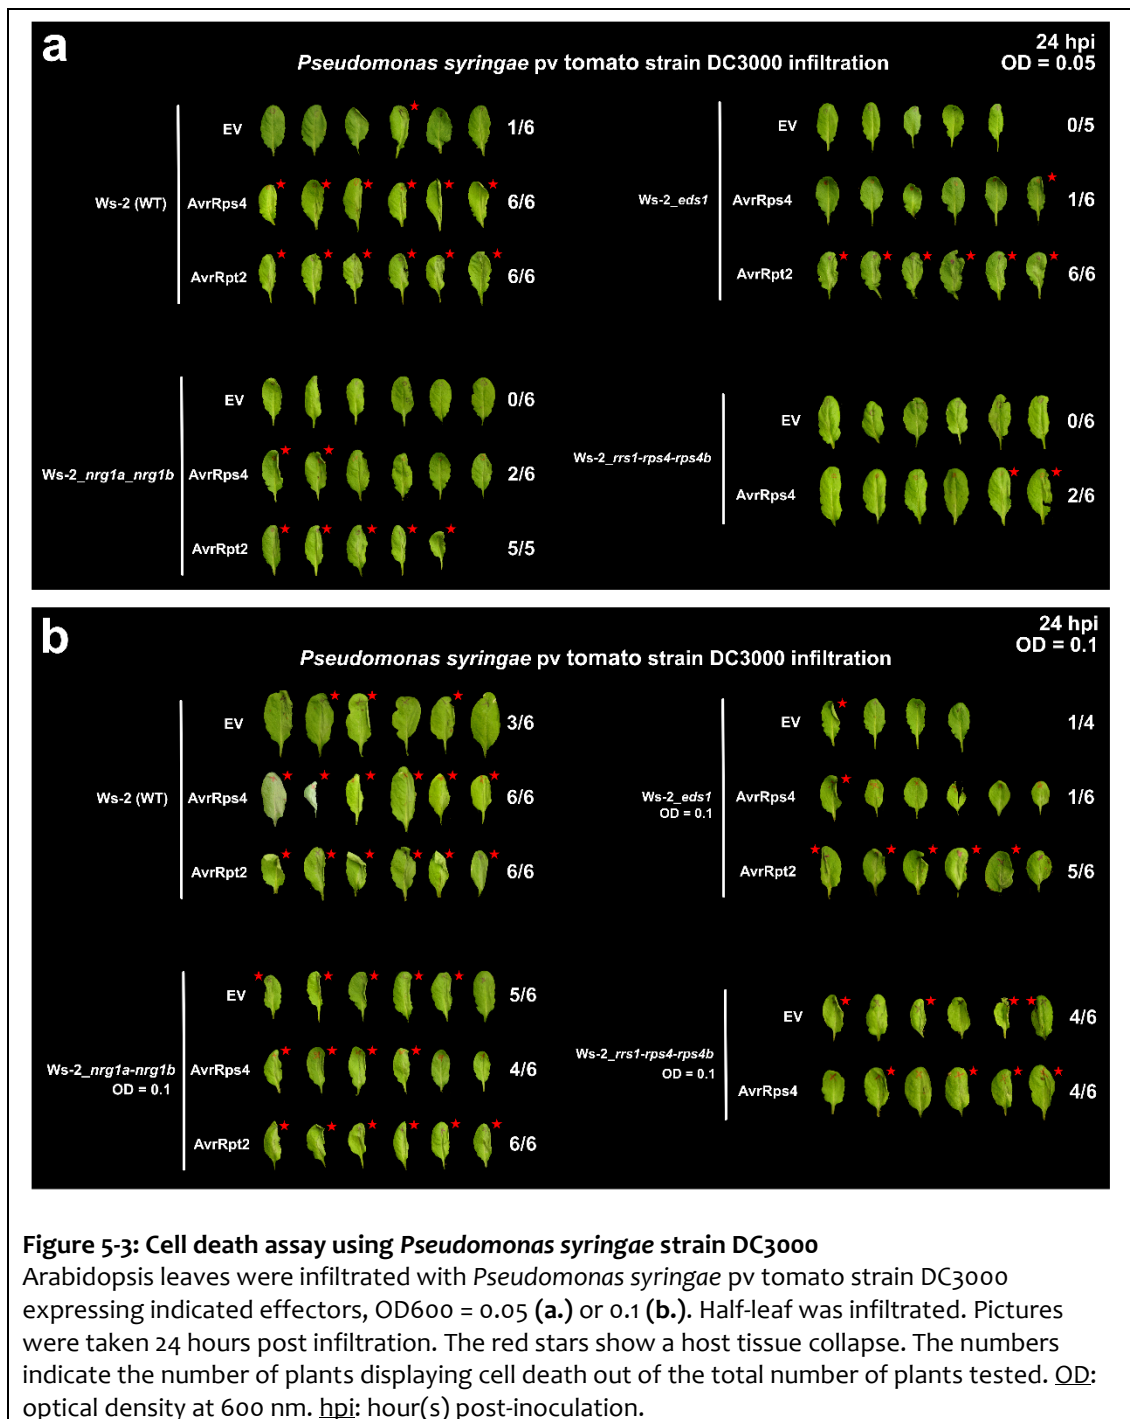 a
24 hpi
OD = 0.05
Pseudomonas syringae pv tomato strain DC3000 infiltration
Ws-2 (WT)
EV
1/6
AvrRps4
6/6
AvrRpt2
6/6
Ws-2_eds1
EV
0/5
AvrRps4
1/6
AvrRpt2
6/6
Ws-2_nrg1a_nrg1b
EV
0/6
AvrRps4
2/6
AvrRpt2
5/5
Ws-2_rrs1-rps4-rps4b
EV
0/6
AvrRps4
2/6
b
24 hpi
OD = 0.1
Pseudomonas syringae pv tomato strain DC3000 infiltration
Ws-2 (WT)
EV
3/6
AvrRps4
6/6
AvrRpt2
6/6
Ws-2_eds1
OD = 0.1
EV
1/4
AvrRps4
1/6
AvrRpt2
5/6
Ws-2_nrg1a-nrg1b
OD = 0.1
EV
5/6
AvrRps4
4/6
AvrRpt2
6/6
Ws-2_rrs1-rps4-rps4b
OD = 0.1
EV
4/6
AvrRps4
4/6
Figure 5-3: Cell death assay using Pseudomonas syringae strain DC3000
Arabidopsis leaves were infiltrated with Pseudomonas syringae pv tomato strain DC3000
expressing indicated effectors, OD600 = 0.05 (a.) or 0.1 (b.). Half-leaf was infiltrated. Pictures
were taken 24 hours post infiltration. The red stars show a host tissue collapse. The numbers
indicate the number of plants displaying cell death out of the total number of plants tested. OD:
optical density at 600 nm. hpi: hour(s) post-inoculation.